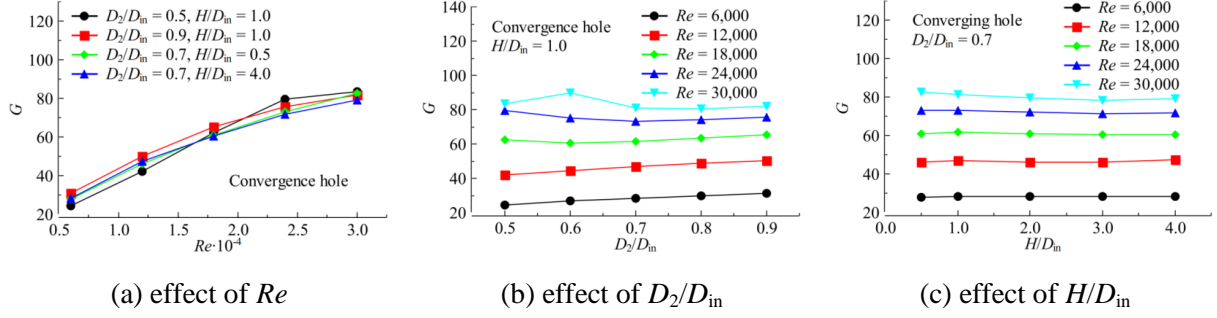 D₂/Dᵢₙ = 0.5, H/Dᵢₙ = 1.0
D₂/Dᵢₙ = 0.9, H/Dᵢₙ = 1.0
D₂/Dᵢₙ = 0.7, H/Dᵢₙ = 0.5
D₂/Dᵢₙ = 0.7, H/Dᵢₙ = 4.0
120
100
80
60
40
20
G
Convergence hole
0.5 1.0 1.5 2.0 2.5 3.0
Re·10⁻⁴
(a) effect of Re
Convergence hole
H/Dᵢₙ = 1.0
Re = 6,000
Re = 12,000
Re = 18,000
Re = 24,000
Re = 30,000
140
120
100
80
60
40
20
G
0.5 0.6 0.7 0.8 0.9
D₂/Dᵢₙ
(b) effect of D₂/Dᵢₙ
Converging hole
D₂/Dᵢₙ = 0.7
Re = 6,000
Re = 12,000
Re = 18,000
Re = 24,000
Re = 30,000
120
100
80
60
40
20
G
0.0 1.0 2.0 3.0 4.0
H/Dᵢₙ
(c) effect of H/Dᵢₙ